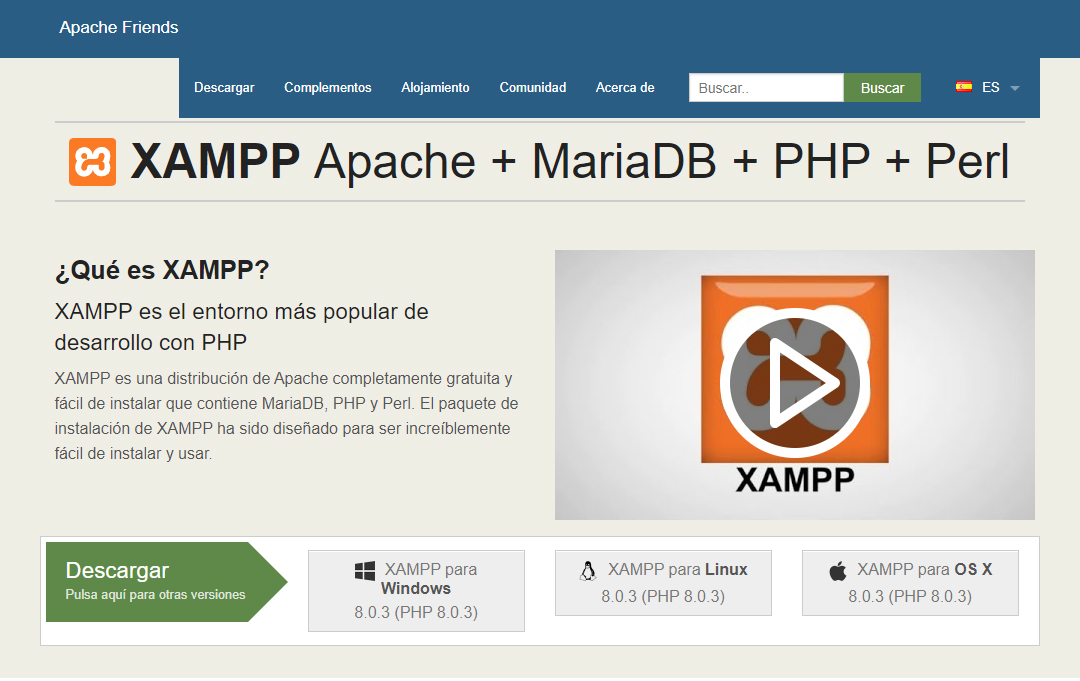 Apache Friends
Descargar Complementos Alojamiento Comunidad Acerca de Buscar.. Buscar ES
XAMPP Apache + MariaDB + PHP + Perl
¿Qué es XAMPP?
XAMPP es el entorno más popular de
desarrollo con PHP
XAMPP es una distribución de Apache completamente gratuita y
fácil de instalar que contiene MariaDB, PHP y Perl. El paquete de
instalación de XAMPP ha sido diseñado para ser increíblemente
fácil de instalar y usar.
XAMPP
Descargar
Pulsa aquí para otras versiones
XAMPP para
Windows
8.0.3 (PHP 8.0.3)
XAMPP para Linux
8.0.3 (PHP 8.0.3)
XAMPP para OS X
8.0.3 (PHP 8.0.3)